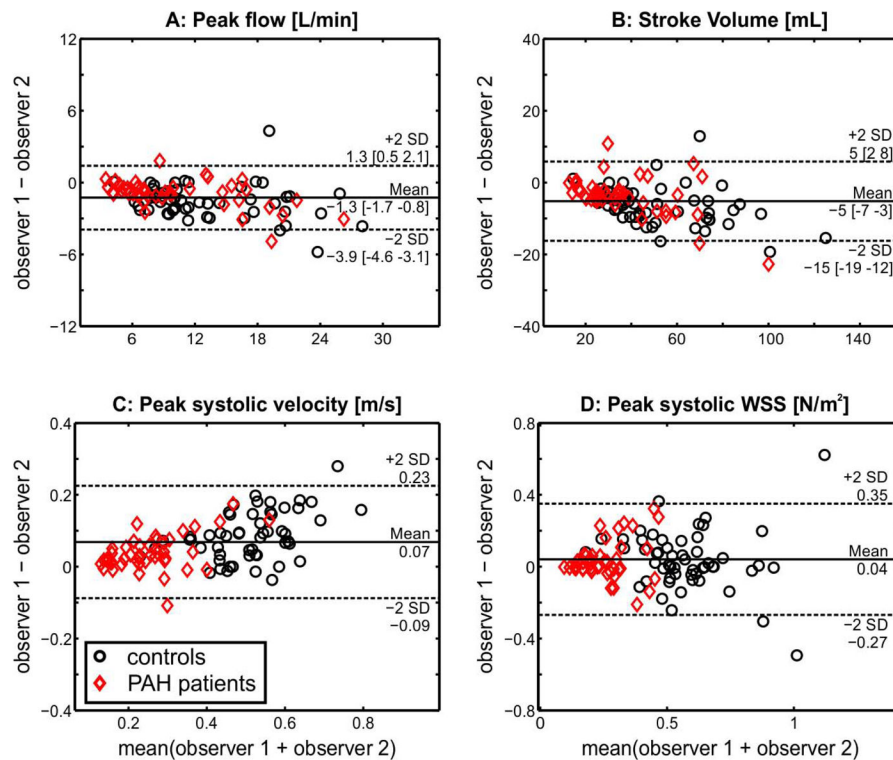 A: Peak flow [L/min]
12
6
0
−6
−12
observer 1 − observer 2
+2 SD
1.3 [0.5 2.1]
Mean
−1.3 [-1.7 -0.8]
−2 SD
−3.9 [-4.6 -3.1]
6 12 18 24 30
B: Stroke Volume [mL]
40
20
0
−20
−40
observer 1 − observer 2
+2 SD
5 [2 8]
Mean
−5 [-7 -3]
−2 SD
−15 [-19 -12]
20 60 100 140
C: Peak systolic velocity [m/s]
0.4
0.2
0
−0.2
−0.4
observer 1 − observer 2
+2 SD
0.23
Mean
0.07
−2 SD
−0.09
controls
PAH patients
0.2 0.4 0.6 0.8
mean(observer 1 + observer 2)
D: Peak systolic WSS [N/m²]
0.8
0.4
0
−0.4
−0.8
observer 1 − observer 2
+2 SD
0.35
Mean
0.04
−2 SD
−0.27
0 0.5 1
mean(observer 1 + observer 2)